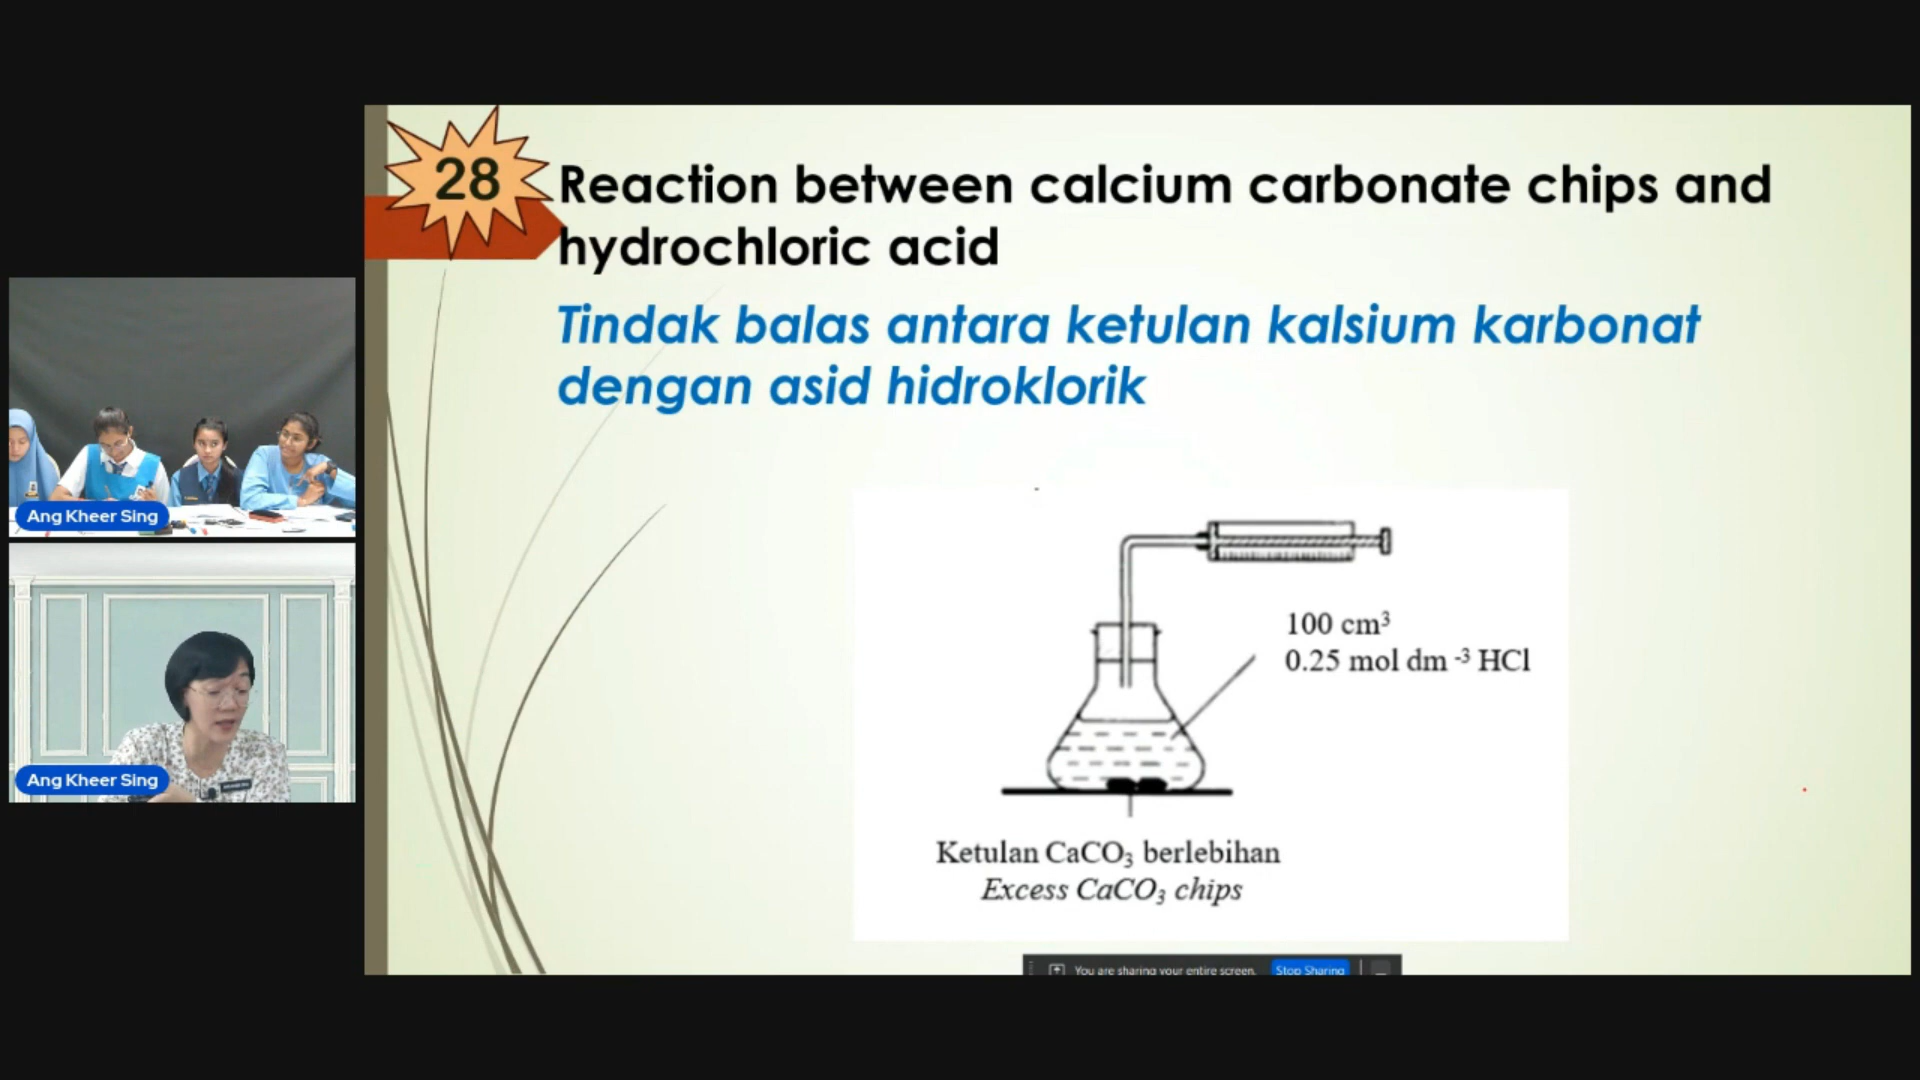 28
Reaction between calcium carbonate chips and
hydrochloric acid
Tindak balas antara ketulan kalsium karbonat
dengan asid hidroklorik
100 cm³
0.25 mol dm ⁻³ HCl
Ketulan CaCO₃ berlebihan
Excess CaCO₃ chips
Ang Kheer Sing
Ang Kheer Sing
You are sharing your entire screen. Stop Sharing